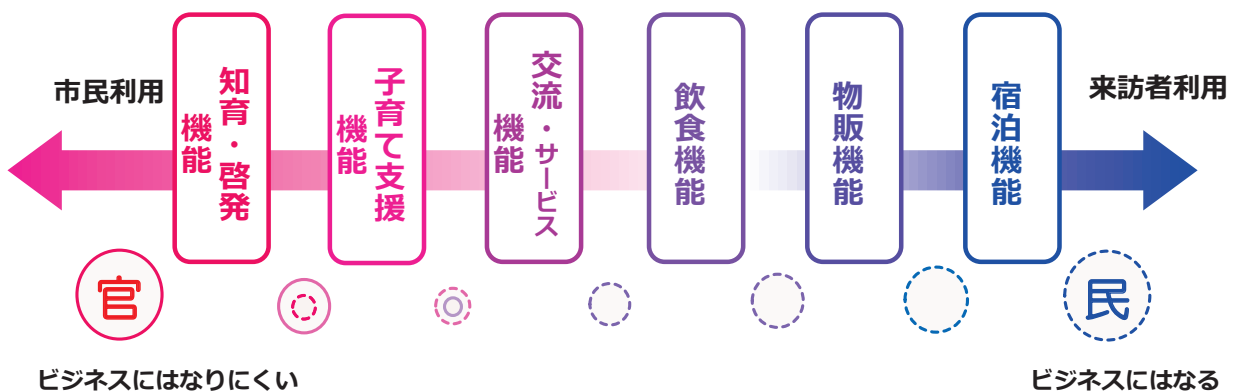 市民利用
知育・啓発
機能
子育て支援
機能
交流・サービス
機能
飲食機能
物販機能
宿泊機能
来訪者利用
官
民
ビジネスにはなりにくい
ビジネスにはなる